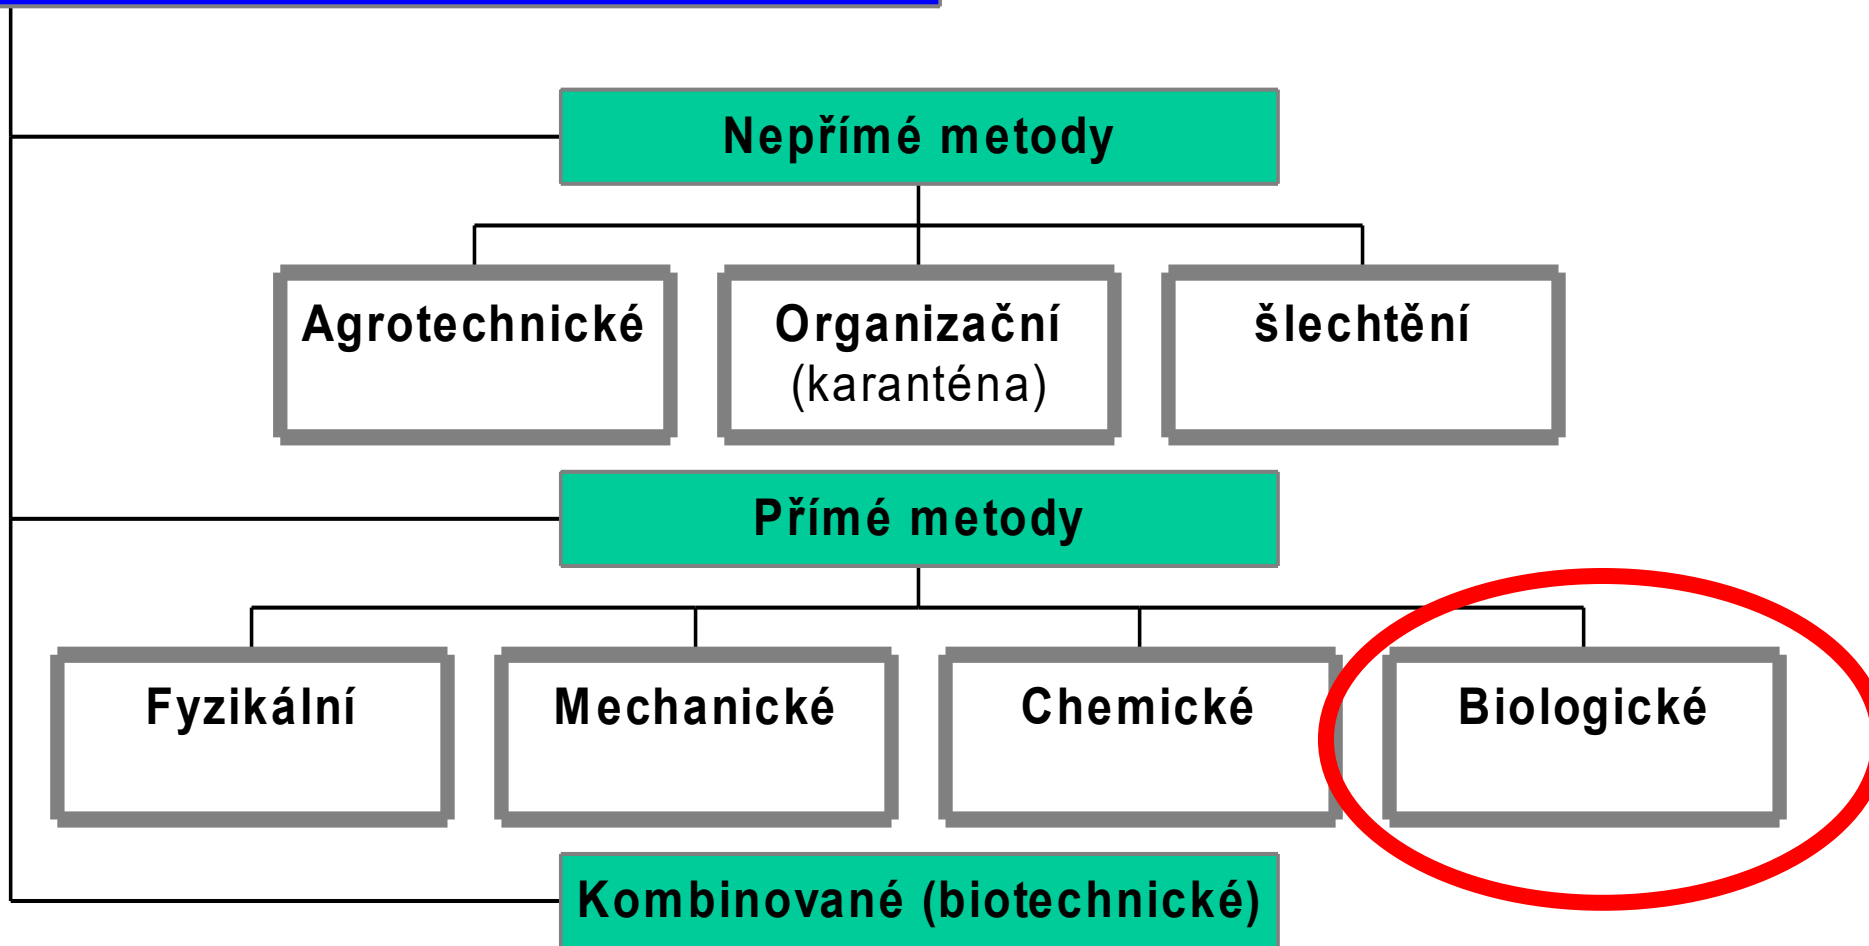 Nepřímé metody
Agrotechnické
Organizační
(karanténa)
šlechtění
Přímé metody
Fyzikální
Mechanické
Chemické
Biologické
Kombinované (biotechnické)